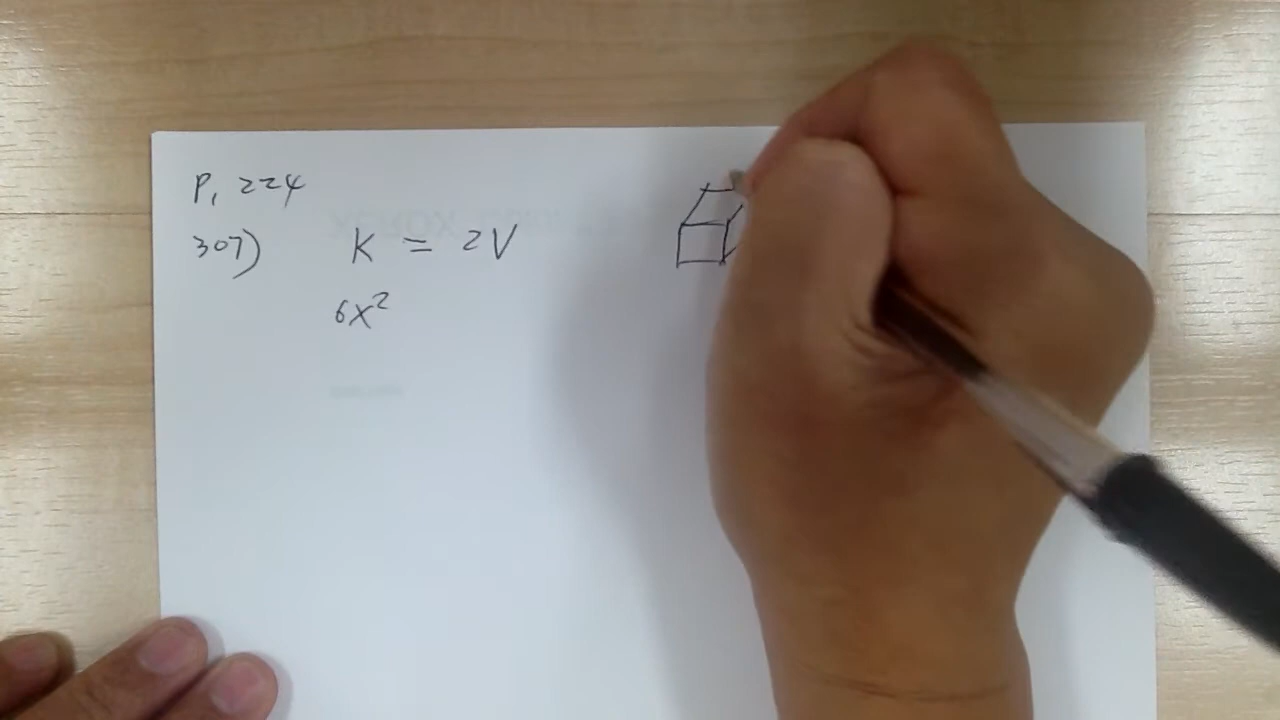 P, 224
307) K = 2V
6x²